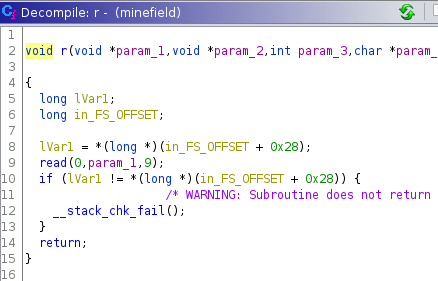 Decompile: r - (minefield)
1
2 void r(void *param_1,void *param_2,int param_3,char *param_
3
4 {
5 long lVar1;
6 long in_FS_OFFSET;
7
8 lVar1 = *(long *)(in_FS_OFFSET + 0x28);
9 read(0,param_1,9);
10 if (lVar1 != *(long *)(in_FS_OFFSET + 0x28)) {
11 /* WARNING: Subroutine does not return
12 __stack_chk_fail();
13 }
14 return;
15 }
16